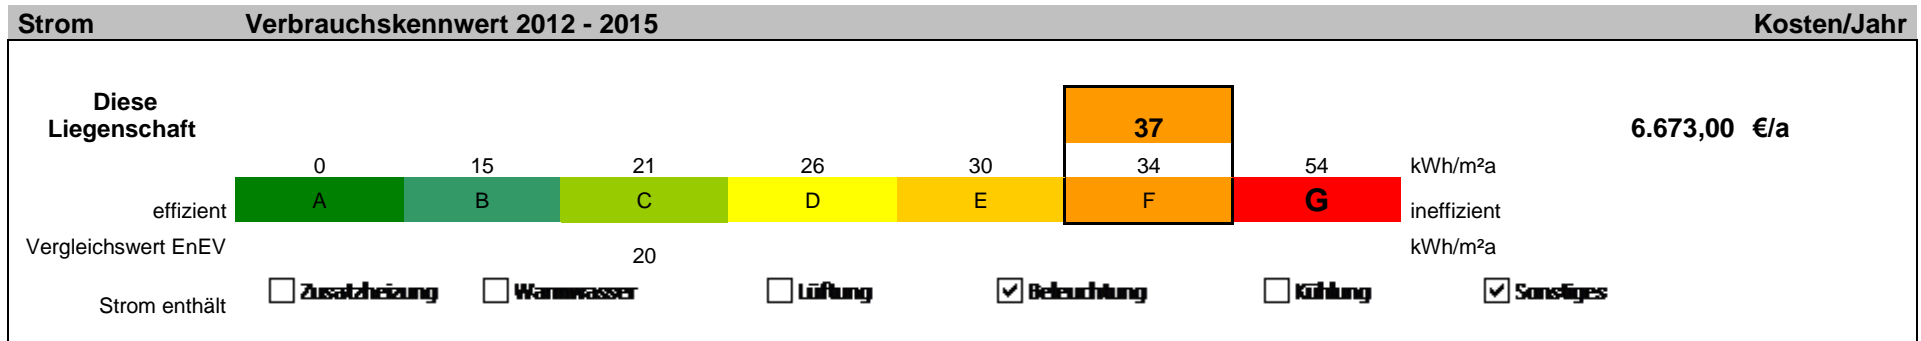 Strom Verbrauchskennwert 2012 - 2015 Kosten/Jahr
Diese
Liegenschaft 37 6.673,00 €/a
0 15 21 26 30 34 54 kWh/m²a
effizient A B C D E F G ineffizient
Vergleichswert EnEV 20 kWh/m²a
Strom enthält Zusatzheizung Warmwasser Lüftung Beleuchtung Kühlung Sonstiges